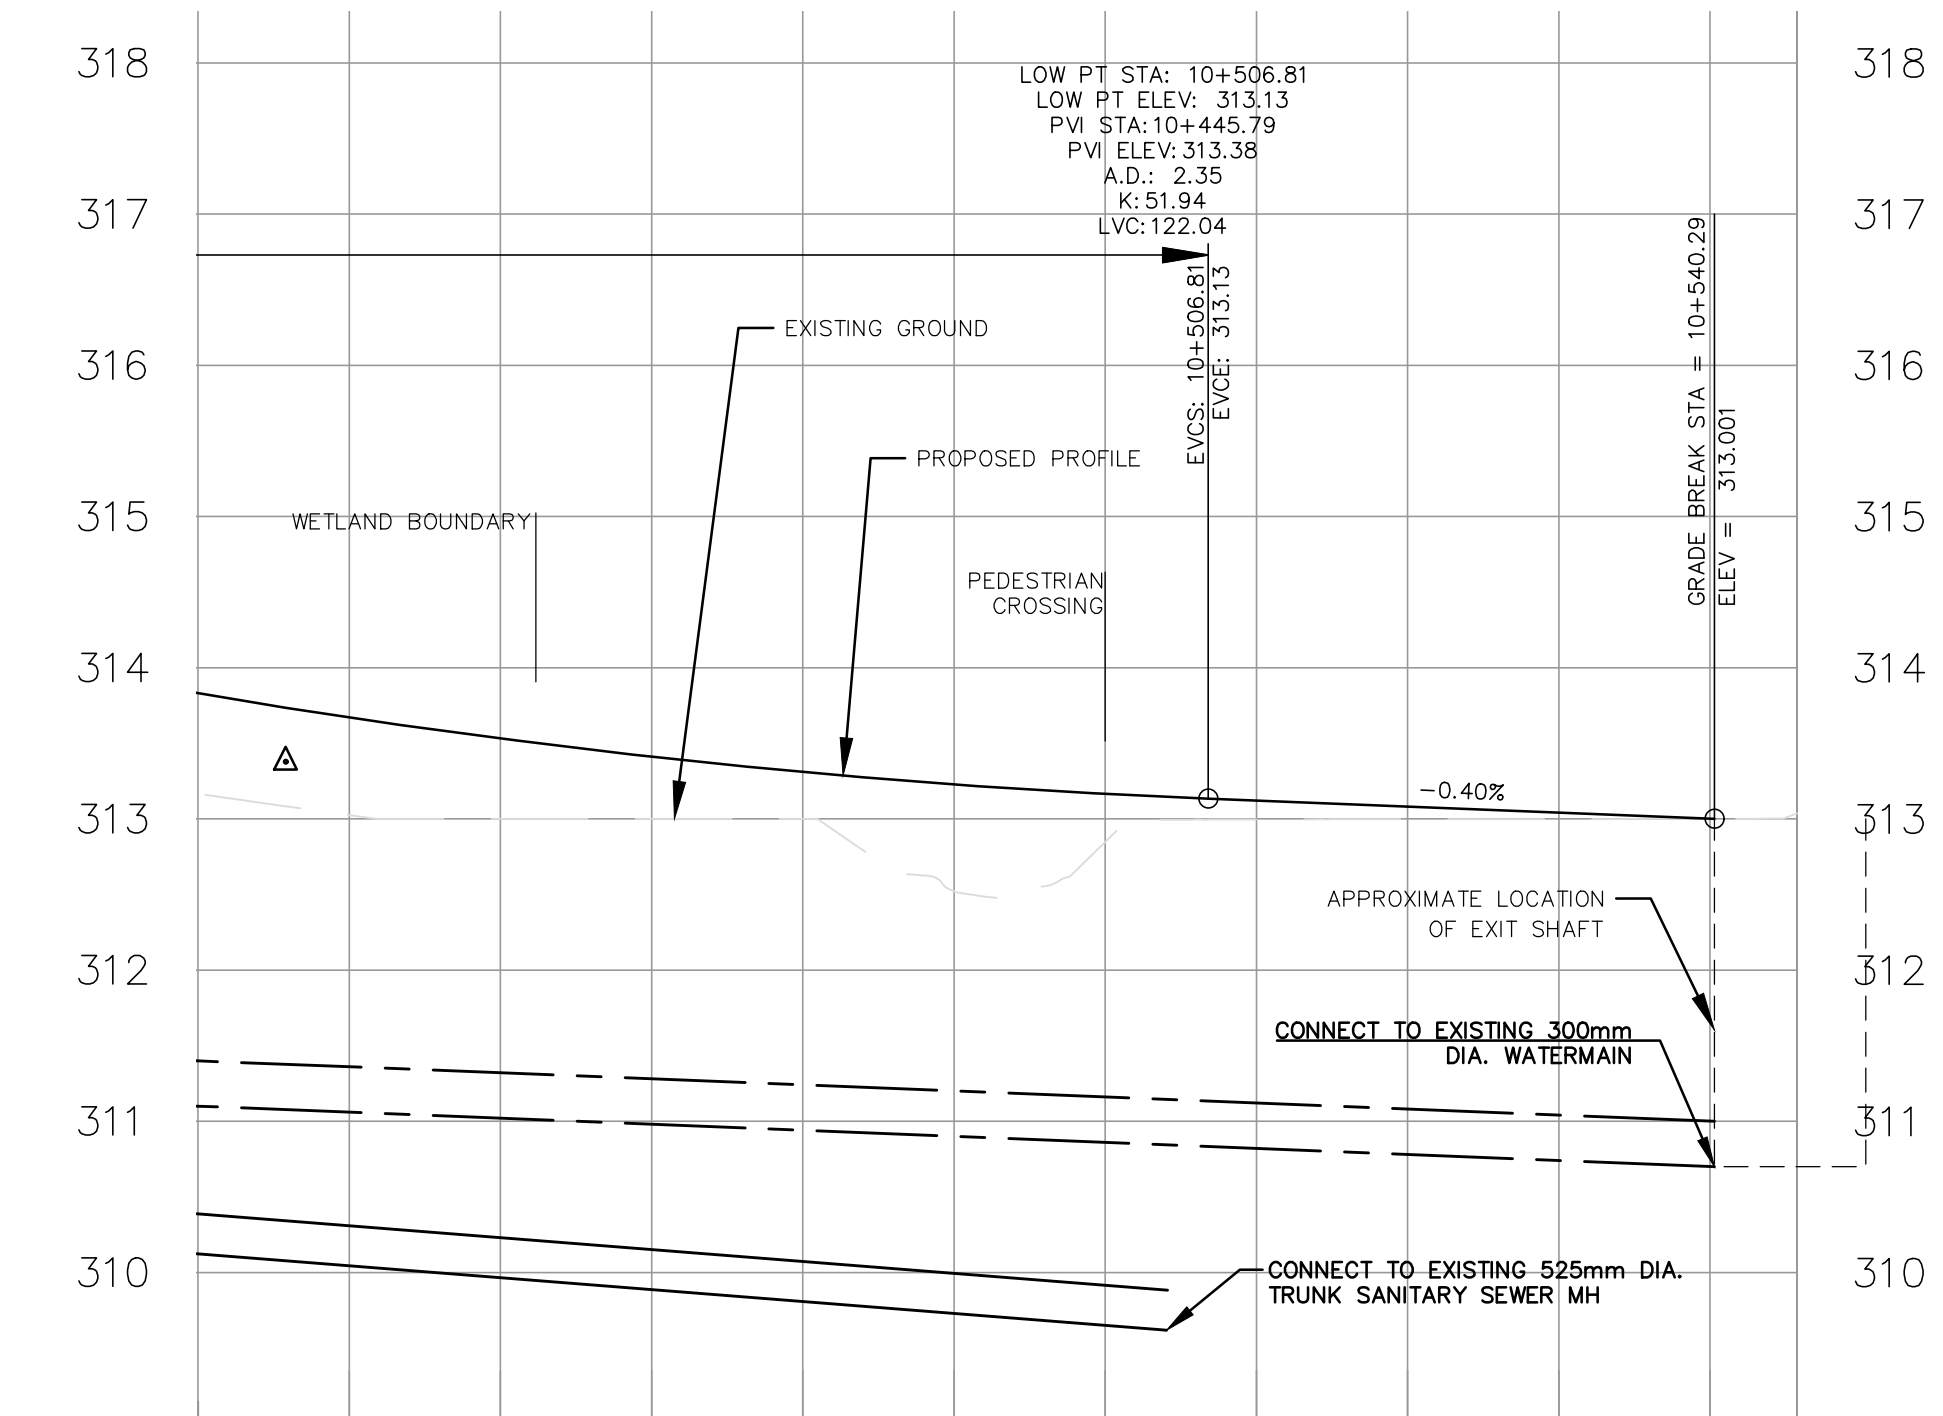 318
317
316
315
314
313
312
311
310
LOW PT STA: 10+506.81
LOW PT ELEV: 313.13
PVI STA:10+445.79
PVI ELEV:313.38
A.D.: 2.35
K:51.94
LVC:122.04
EVCS: 10+506.81
EVCE: 313.13
GRADE BREAK STA = 10+540.29
ELEV = 313.001
EXISTING GROUND
PROPOSED PROFILE
WETLAND BOUNDARY
PEDESTRIAN
CROSSING
-0.40%
APPROXIMATE LOCATION
OF EXIT SHAFT
CONNECT TO EXISTING 300mm
DIA. WATERMAIN
CONNECT TO EXISTING 525mm DIA.
TRUNK SANITARY SEWER MH
318
317
316
315
314
313
312
311
310